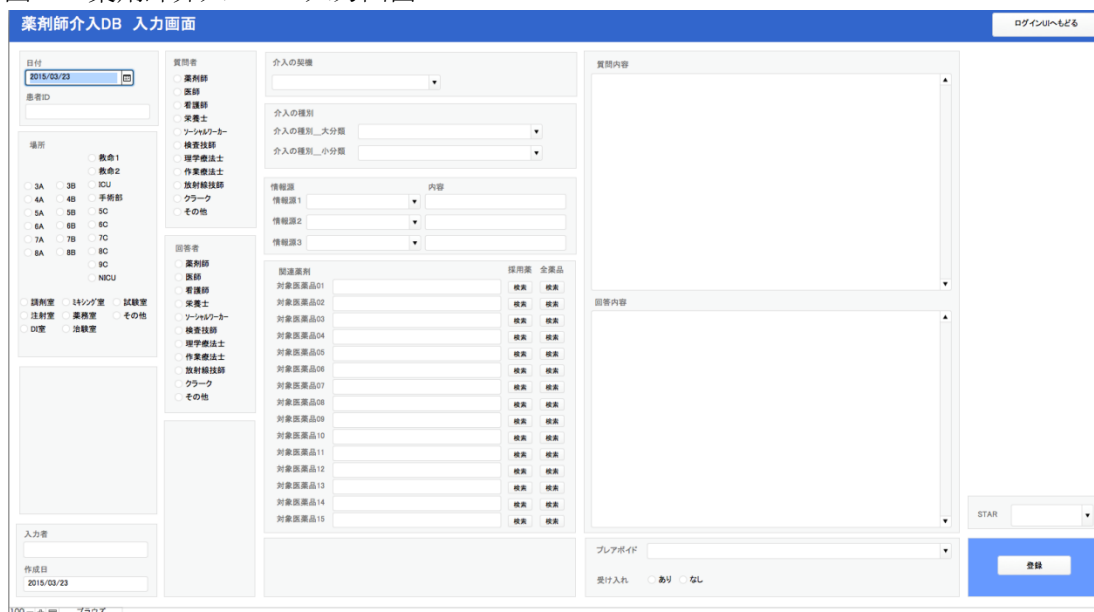 薬剤師介入DB 入力画面
ログインUIへもどる
日付
2015/03/23
患者ID
場所
救命1
救命2
3A 3B ICU
4A 4B 手術部
5A 5B 5C
6A 6B 6C
7A 7B 7C
8A 8B 8C
9C
NICU
調剤室 ﾐｷｼﾝｸﾞ室 試験室
注射室 薬務室 その他
DI室 治験室
入力者
作成日
2015/03/23
質問者
薬剤師
医師
看護師
栄養士
ｿｰｼｬﾙﾜｰｶｰ
検査技師
理学療法士
作業療法士
放射線技師
クラーク
その他
回答者
薬剤師
医師
看護師
栄養士
ｿｰｼｬﾙﾜｰｶｰ
検査技師
理学療法士
作業療法士
放射線技師
クラーク
その他
介入の契機
介入の種別
介入の種別__大分類
介入の種別__小分類
情報源 内容
情報源1
情報源2
情報源3
関連薬剤 採用薬 全薬品
対象医薬品01 検索 検索
対象医薬品02 検索 検索
対象医薬品03 検索 検索
対象医薬品04 検索 検索
対象医薬品05 検索 検索
対象医薬品06 検索 検索
対象医薬品07 検索 検索
対象医薬品08 検索 検索
対象医薬品09 検索 検索
対象医薬品10 検索 検索
対象医薬品11 検索 検索
対象医薬品12 検索 検索
対象医薬品13 検索 検索
対象医薬品14 検索 検索
対象医薬品15 検索 検索
質問内容
回答内容
プレアボイド
受け入れ あり なし
STAR
登録